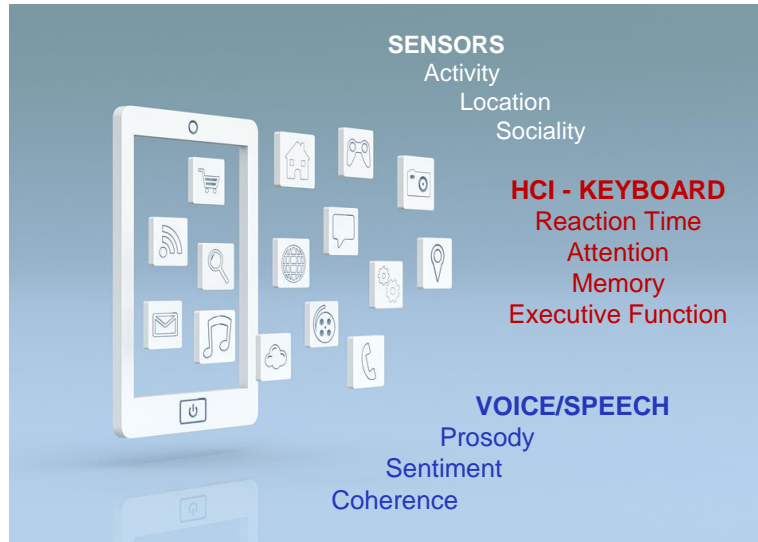 SENSORS
Activity
Location
Sociality
HCI - KEYBOARD
Reaction Time
Attention
Memory
Executive Function
VOICE/SPEECH
Prosody
Sentiment
Coherence